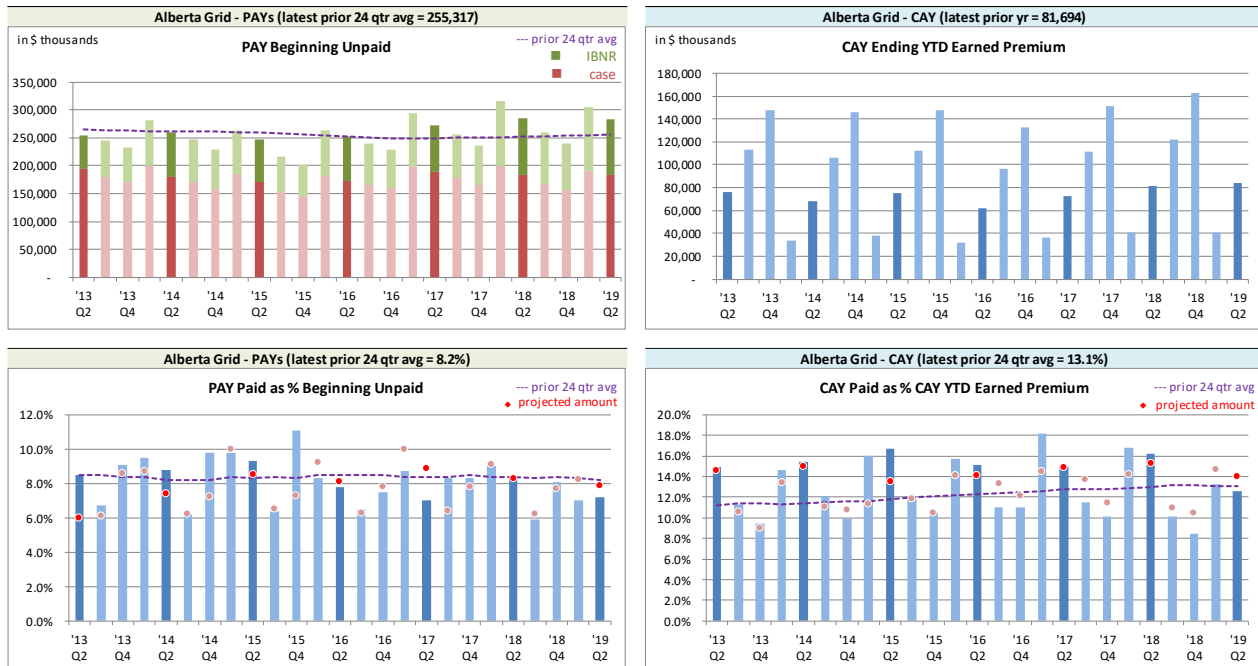 Alberta Grid - PAYs (latest prior 24 qtr avg = 255,317)
in $ thousands
PAY Beginning Unpaid
--- prior 24 qtr avg
IBNR
case
350,000
300,000
250,000
200,000
150,000
100,000
50,000
-
'13 '13 '14 '14 '15 '15 '16 '16 '17 '17 '18 '18 '19
Q2 Q4 Q2 Q4 Q2 Q4 Q2 Q4 Q2 Q4 Q2 Q4 Q2
Alberta Grid - CAY (latest prior yr = 81,694)
in $ thousands
CAY Ending YTD Earned Premium
180,000
160,000
140,000
120,000
100,000
80,000
60,000
40,000
20,000
-
'13 '13 '14 '14 '15 '15 '16 '16 '17 '17 '18 '18 '19
Q2 Q4 Q2 Q4 Q2 Q4 Q2 Q4 Q2 Q4 Q2 Q4 Q2
Alberta Grid - PAYs (latest prior 24 qtr avg = 8.2%)
PAY Paid as % Beginning Unpaid
--- prior 24 qtr avg
projected amount
12.0%
10.0%
8.0%
6.0%
4.0%
2.0%
0.0%
'13 '13 '14 '14 '15 '15 '16 '16 '17 '17 '18 '18 '19
Q2 Q4 Q2 Q4 Q2 Q4 Q2 Q4 Q2 Q4 Q2 Q4 Q2
Alberta Grid - CAY (latest prior 24 qtr avg = 13.1%)
CAY Paid as % CAY YTD Earned Premium
--- prior 24 qtr avg
projected amount
20.0%
18.0%
16.0%
14.0%
12.0%
10.0%
8.0%
6.0%
4.0%
2.0%
0.0%
'13 '13 '14 '14 '15 '15 '16 '16 '17 '17 '18 '18 '19
Q2 Q4 Q2 Q4 Q2 Q4 Q2 Q4 Q2 Q4 Q2 Q4 Q2